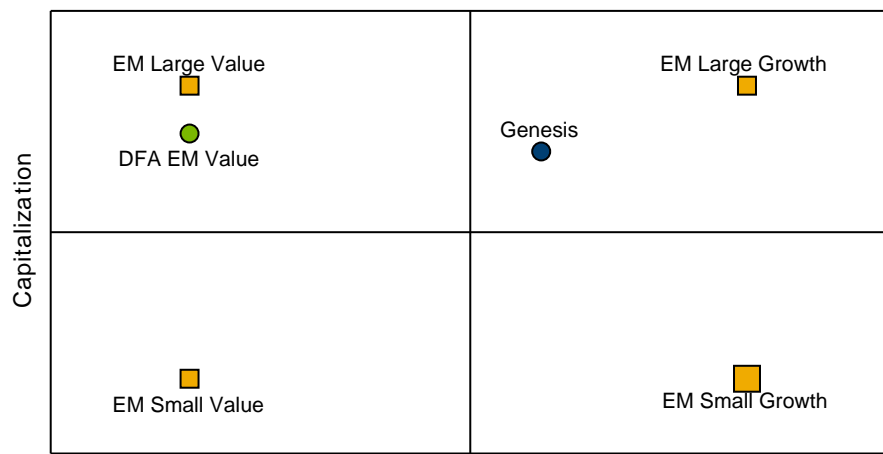 EM Large Value
EM Large Growth
Genesis
DFA EM Value
Capitalization
EM Small Value
EM Small Growth